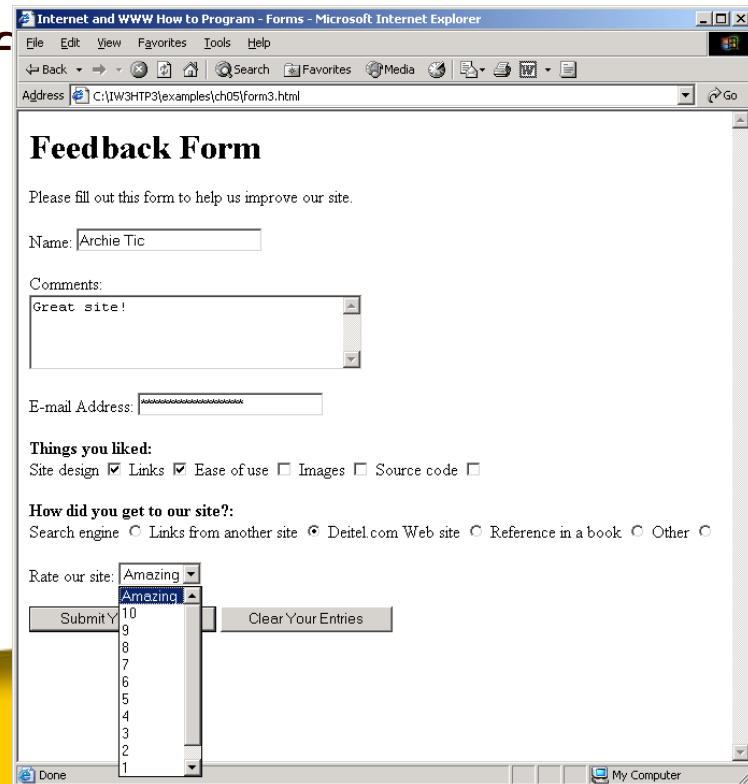 Internet and WWW How to Program - Forms - Microsoft Internet Explorer
File Edit View Favorites Tools Help
Back Search Favorites Media
Address C:\IW3HTP3\examples\ch05\form3.html Go
Feedback Form
Please fill out this form to help us improve our site.
Name: Archie Tic
Comments:
Great site!
E-mail Address: ******************
Things you liked:
Site design Links Ease of use Images Source code
How did you get to our site?:
Search engine Links from another site Deitel.com Web site Reference in a book Other
Rate our site: Amazing
Amazing
10
Submit Y Clear Your Entries
9
8
7
6
5
4
3
2
1
Done My Computer